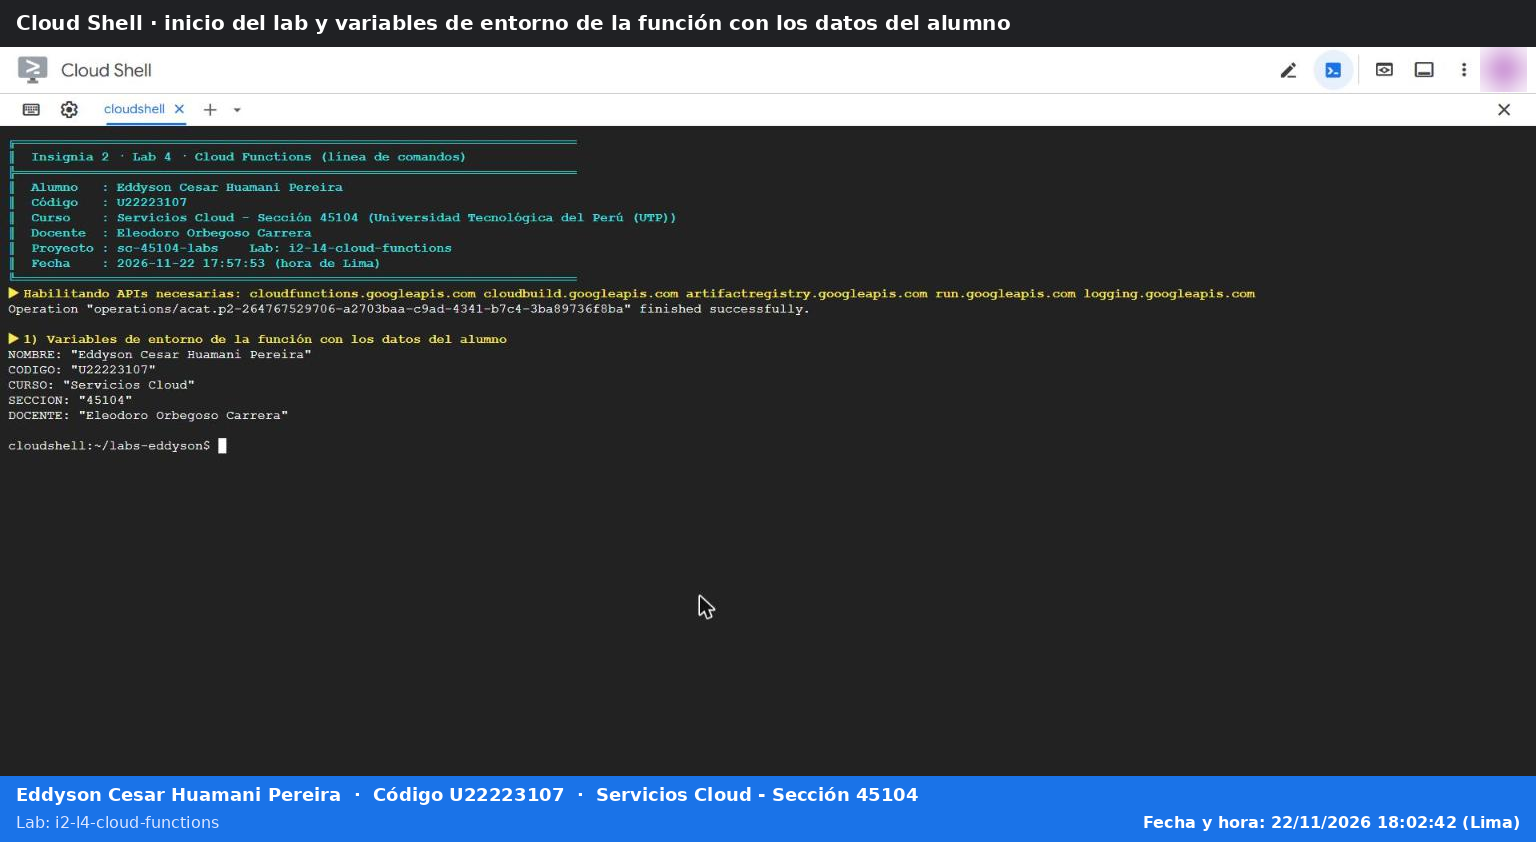 Cloud Shell · inicio del lab y variables de entorno de la función con los datos del alumno
Cloud Shell
cloudshell
Insignia 2 · Lab 4 · Cloud Functions (línea de comandos)
Alumno : Eddyson Cesar Huamani Pereira
Código : U22223107
Curso : Servicios Cloud - Sección 45104 (Universidad Tecnológica del Perú (UTP))
Docente : Eleodoro Orbegoso Carrera
Proyecto : sc-45104-labs Lab: i2-l4-cloud-functions
Fecha : 2026-11-22 17:57:53 (hora de Lima)
▶ Habilitando APIs necesarias: cloudfunctions.googleapis.com cloudbuild.googleapis.com artifactregistry.googleapis.com run.googleapis.com logging.googleapis.com
Operation "operations/acat.p2-264767529706-a2703baa-c9ad-4341-b7c4-3ba89736f8ba" finished successfully.
▶ 1) Variables de entorno de la función con los datos del alumno
NOMBRE: "Eddyson Cesar Huamani Pereira"
CODIGO: "U22223107"
CURSO: "Servicios Cloud"
SECCION: "45104"
DOCENTE: "Eleodoro Orbegoso Carrera"
cloudshell:~/labs-eddyson$
Eddyson Cesar Huamani Pereira · Código U22223107 · Servicios Cloud - Sección 45104
Lab: i2-l4-cloud-functions
Fecha y hora: 22/11/2026 18:02:42 (Lima)